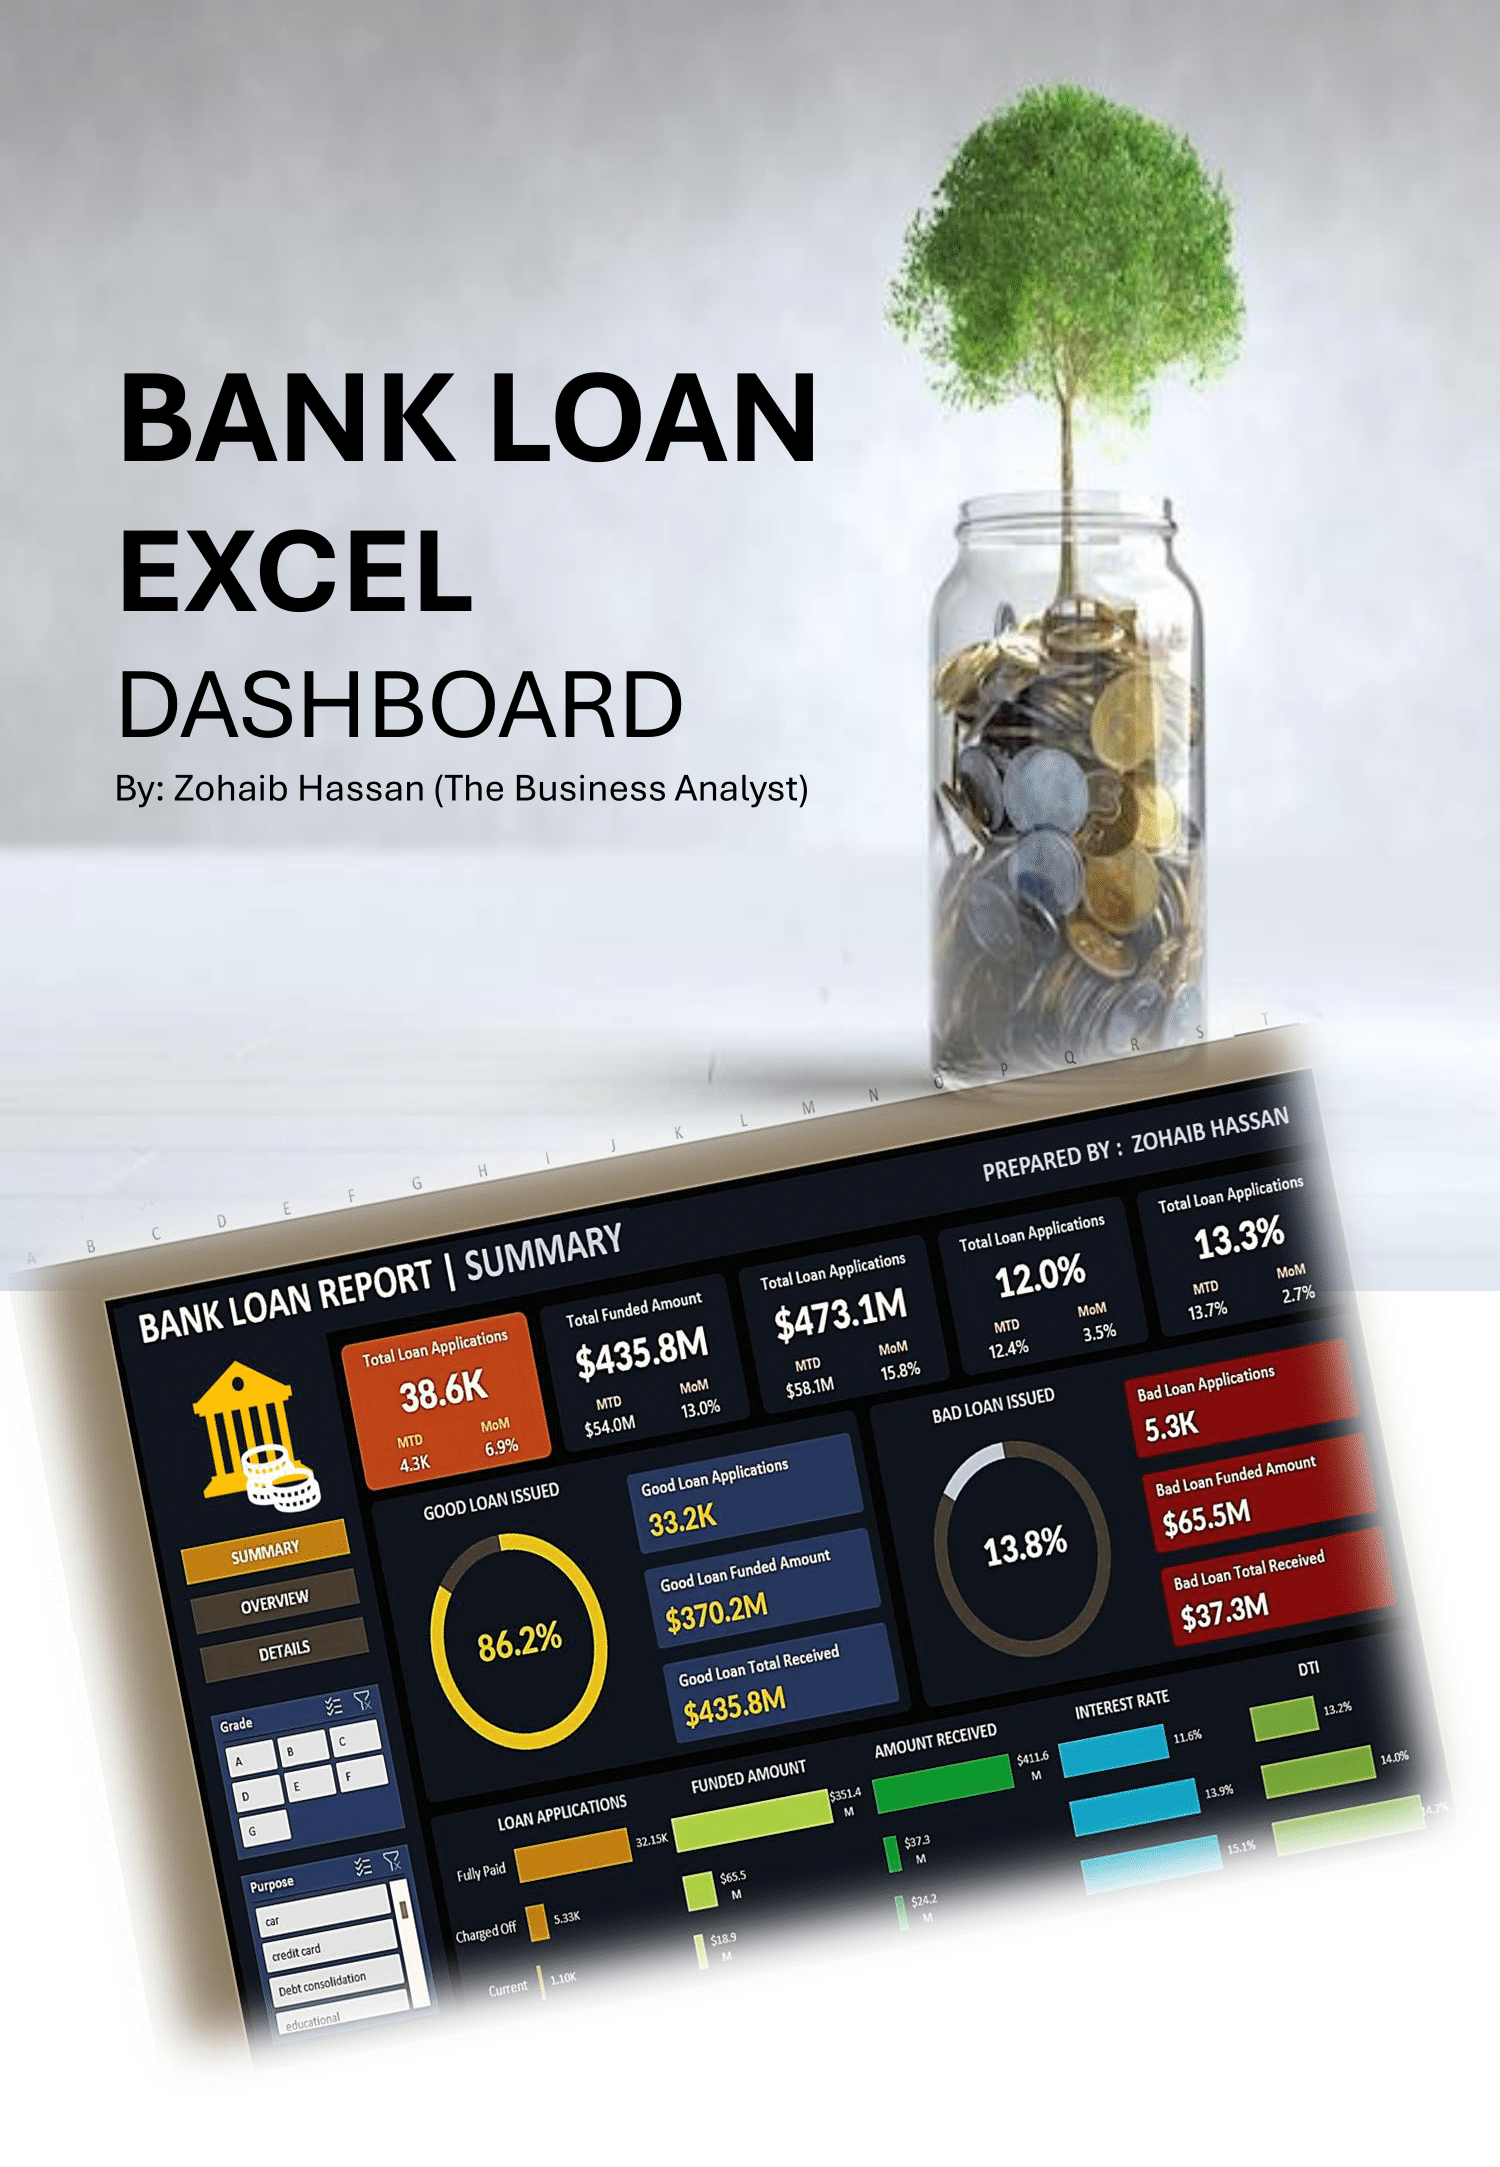 BANK LOAN
EXCEL
DASHBOARD
By: Zohaib Hassan (The Business Analyst)
A B C D E F G H I J K L M N O P Q R S T
BANK LOAN REPORT | SUMMARY
PREPARED BY : ZOHAIB HASSAN
Total Loan Applications
38.6K
MTD MoM
4.3K 6.9%
Total Funded Amount
$435.8M
MTD MoM
$54.0M 13.0%
Total Loan Applications
$473.1M
MTD MoM
$58.1M 15.8%
Total Loan Applications
12.0%
MTD MoM
12.4% 3.5%
Total Loan Applications
13.3%
MTD MoM
13.7% 2.7%
SUMMARY
OVERVIEW
DETAILS
Grade
A B C
D E F
G
Purpose
car
credit card
Debt consolidation
educational
GOOD LOAN ISSUED
86.2%
Good Loan Applications
33.2K
Good Loan Funded Amount
$370.2M
Good Loan Total Received
$435.8M
BAD LOAN ISSUED
13.8%
Bad Loan Applications
5.3K
Bad Loan Funded Amount
$65.5M
Bad Loan Total Received
$37.3M
LOAN APPLICATIONS
Fully Paid 32.15K
Charged Off 5.33K
Current 1.10K
FUNDED AMOUNT
$351.4
M
$65.5
M
$18.9
M
AMOUNT RECEIVED
$411.6
M
$37.3
M
$24.2
M
INTEREST RATE
11.6%
13.9%
15.1%
DTI
13.2%
14.0%
14.7%